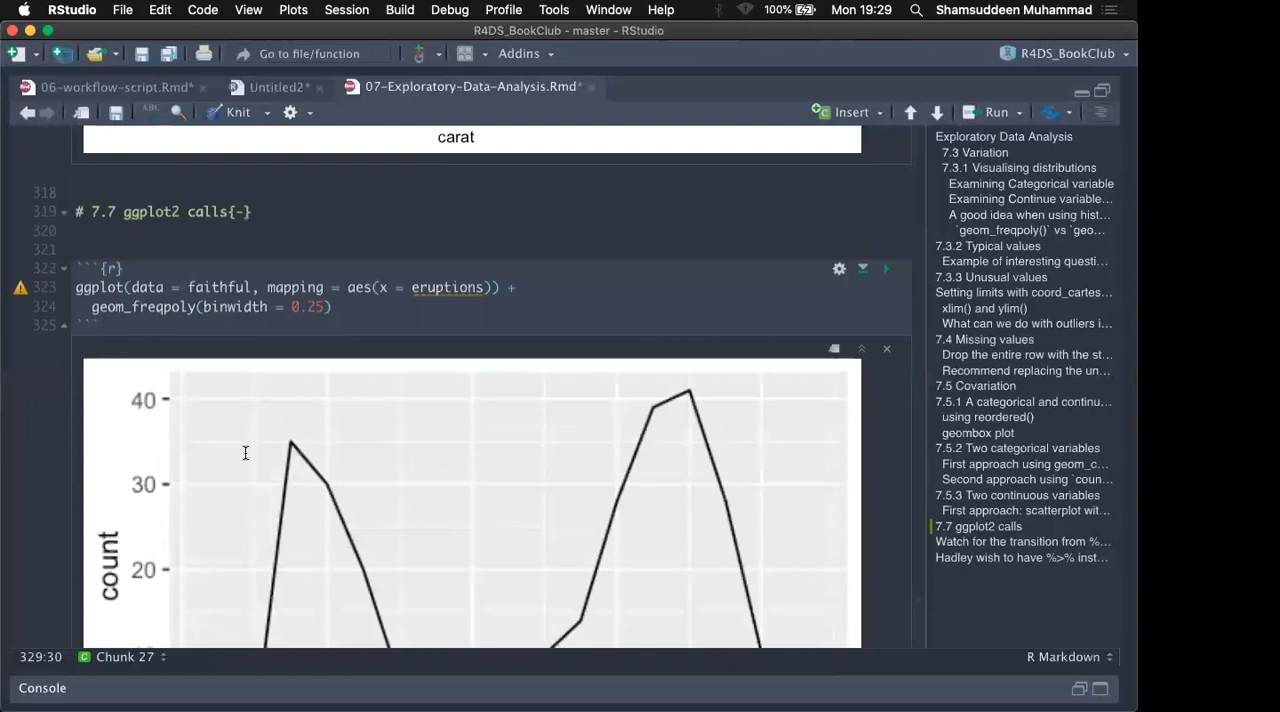 RStudio File Edit Code View Plots Session Build Debug Profile Tools Window Help 100% Mon 19:29 Shamsuddeen Muhammad
R4DS_BookClub - master - RStudio
Go to file/function Addins R4DS_BookClub
06-workflow-script.Rmd* Untitled2* 07-Exploratory-Data-Analysis.Rmd*
ABC Knit Insert Run
carat
318
319 # 7.7 ggplot2 calls{-}
320
321
322 ```{r}
323 ggplot(data = faithful, mapping = aes(x = eruptions)) +
324 geom_freqpoly(binwidth = 0.25)
325 ```
40
30
20
count
Exploratory Data Analysis
7.3 Variation
7.3.1 Visualising distributions
Examining Categorical variable
Examining Continue variable...
A good idea when using hist...
`geom_freqpoly()` vs `geo...
7.3.2 Typical values
Example of interesting questi...
7.3.3 Unusual values
Setting limits with coord_cartes...
xlim() and ylim()
What can we do with outliers i...
7.4 Missing values
Drop the entire row with the st...
Recommend replacing the un...
7.5 Covariation
7.5.1 A categorical and continu...
using reordered()
geombox plot
7.5.2 Two categorical variables
First approach using geom_c...
Second approach using `coun...
7.5.3 Two continuous variables
First approach: scatterplot wit...
7.7 ggplot2 calls
Watch for the transition from %...
Hadley wish to have %>% inst...
329:30 Chunk 27 R Markdown
Console